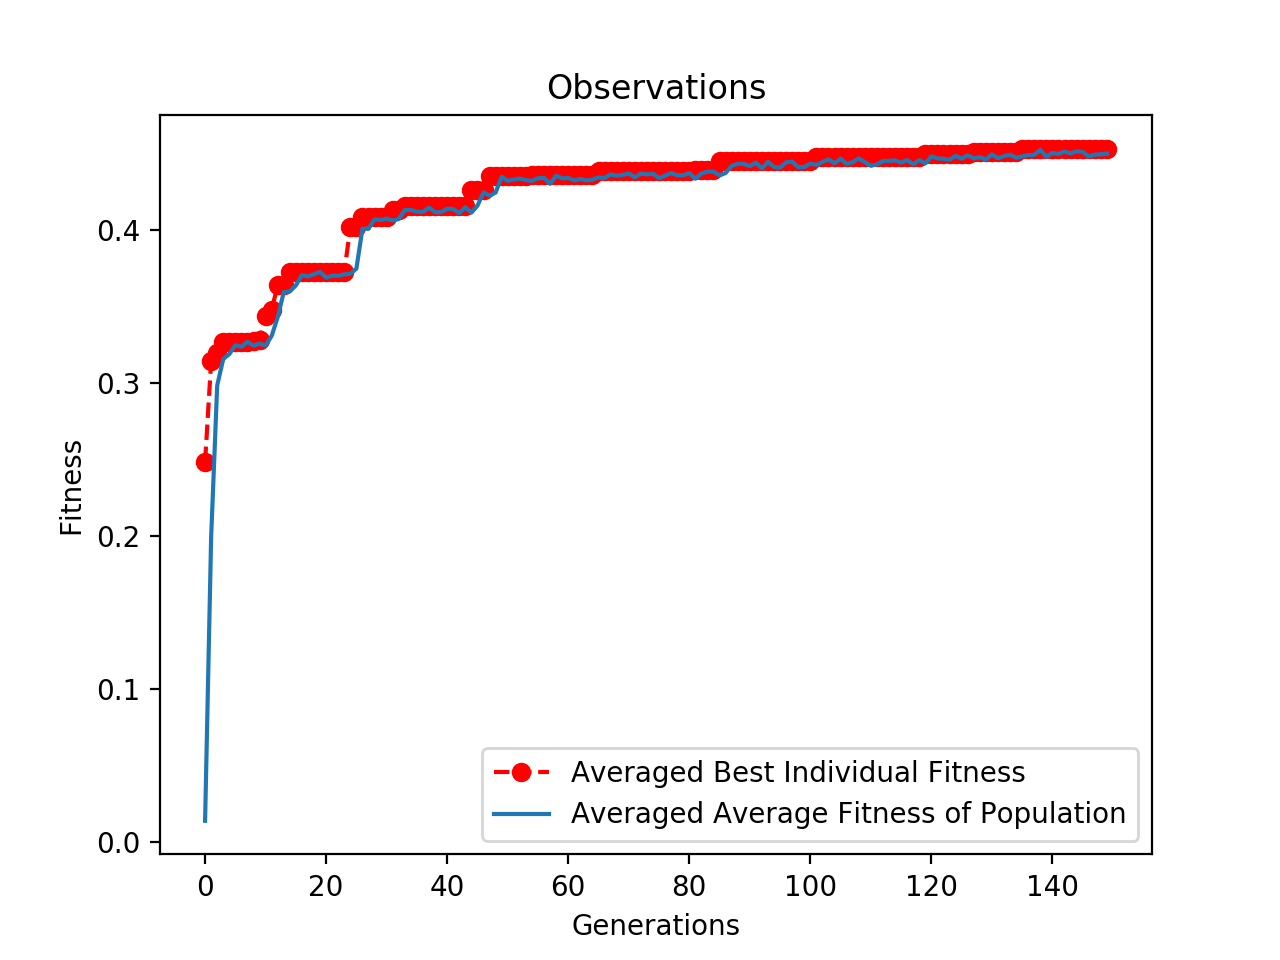 Observations
Fitness
0.4
0.3
0.2
0.1
0.0
Averaged Best Individual Fitness
Averaged Average Fitness of Population
0 20 40 60 80 100 120 140
Generations